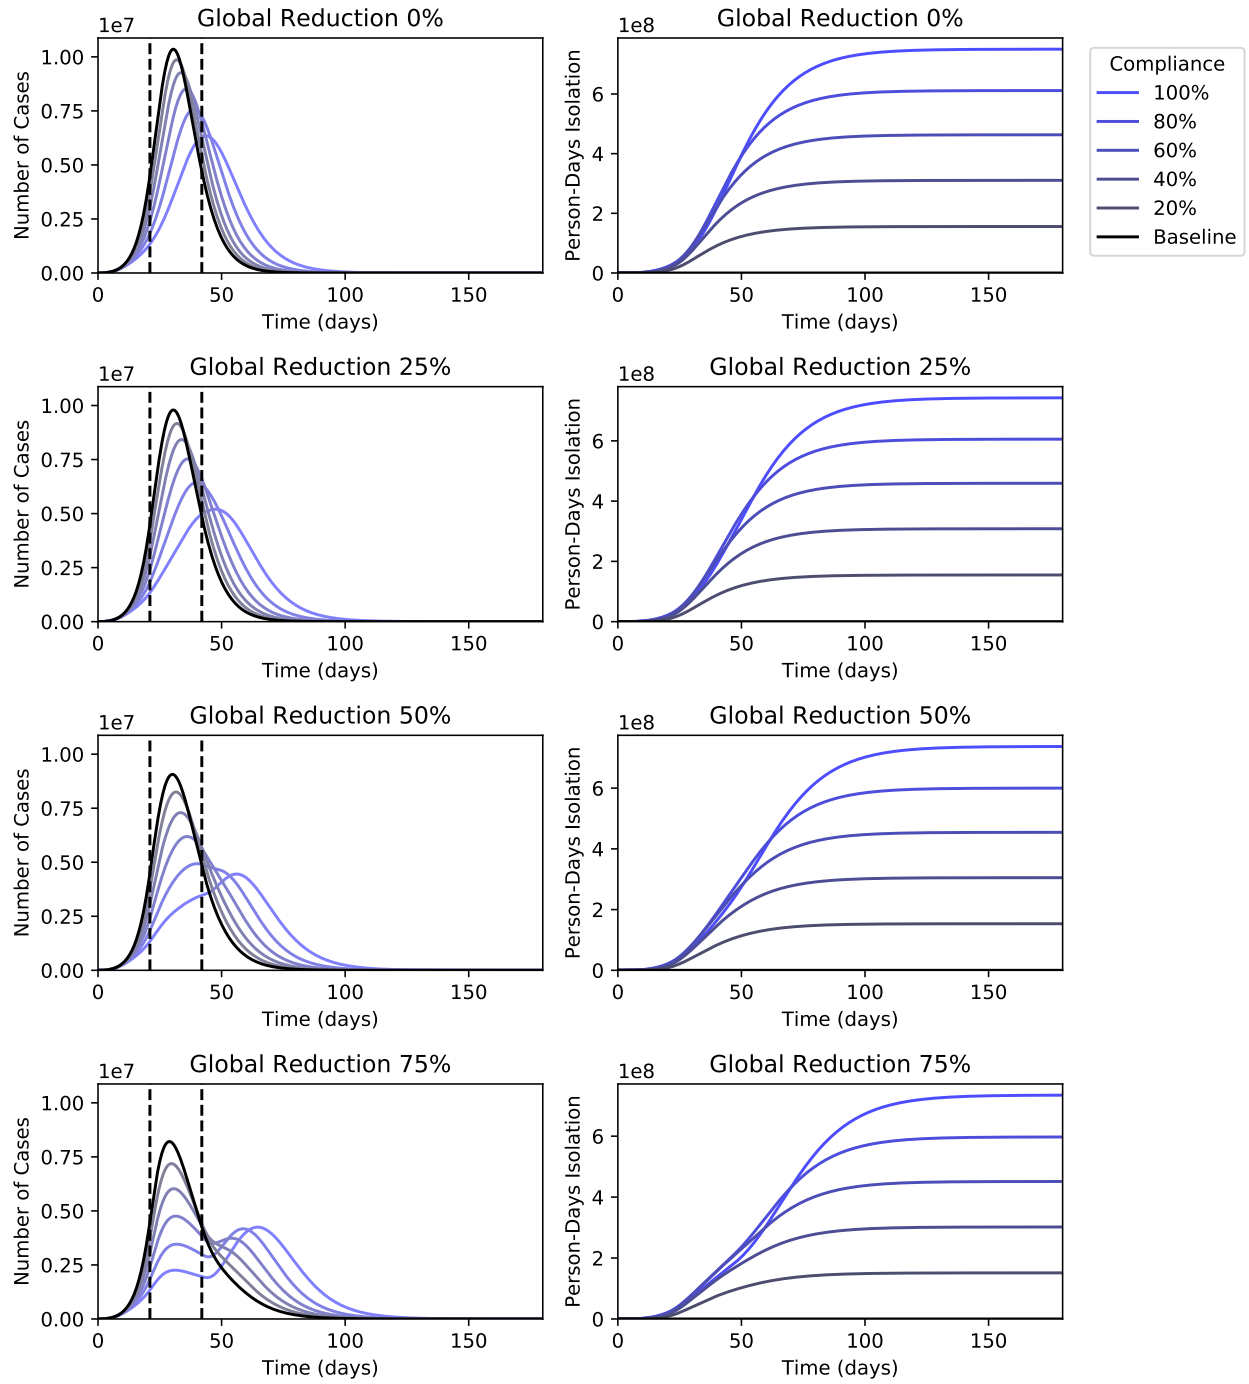 Global Reduction 0%
1e7
Number of Cases
1.00
0.75
0.50
0.25
0.00
0 50 100 150
Time (days)
Global Reduction 0%
1e8
Person-Days Isolation
6
4
2
0
0 50 100 150
Time (days)
Compliance
100%
80%
60%
40%
20%
Baseline
Global Reduction 25%
1e7
Number of Cases
1.00
0.75
0.50
0.25
0.00
0 50 100 150
Time (days)
Global Reduction 25%
1e8
Person-Days Isolation
6
4
2
0
0 50 100 150
Time (days)
Global Reduction 50%
1e7
Number of Cases
1.00
0.75
0.50
0.25
0.00
0 50 100 150
Time (days)
Global Reduction 50%
1e8
Person-Days Isolation
6
4
2
0
0 50 100 150
Time (days)
Global Reduction 75%
1e7
Number of Cases
1.00
0.75
0.50
0.25
0.00
0 50 100 150
Time (days)
Global Reduction 75%
1e8
Person-Days Isolation
6
4
2
0
0 50 100 150
Time (days)